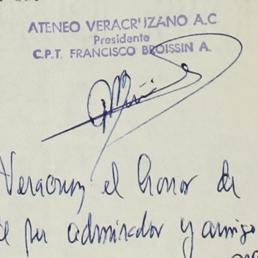 ATENEO VERACRUZANO A.C
Presidente
C.P.T. FRANCISCO BROISSIN A.
Veracruz el honor de
su admirador y amigo